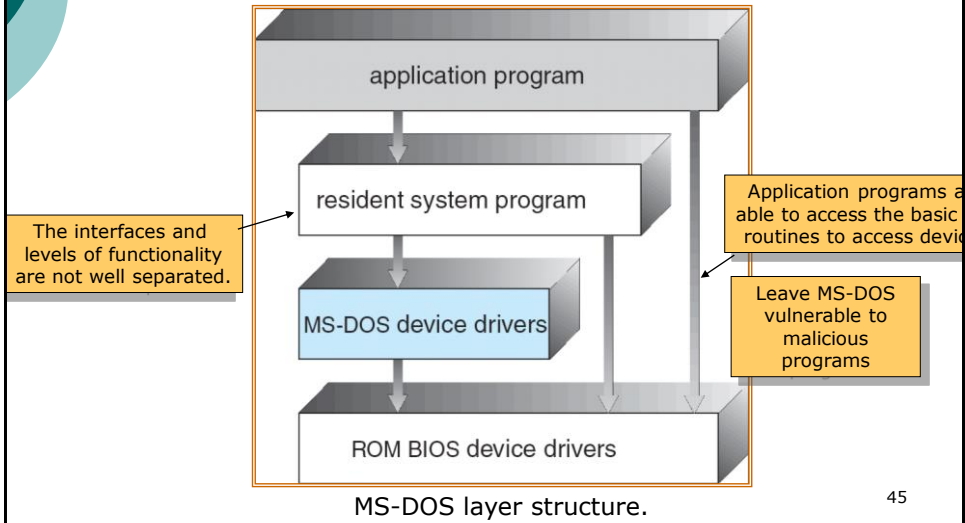 application program
resident system program
The interfaces and
levels of functionality
are not well separated.
Application programs
able to access the basic
routines to access
MS-DOS device drivers
Leave MS-DOS
vulnerable to
malicious
programs
ROM BIOS device drivers
MS-DOS layer structure.
45